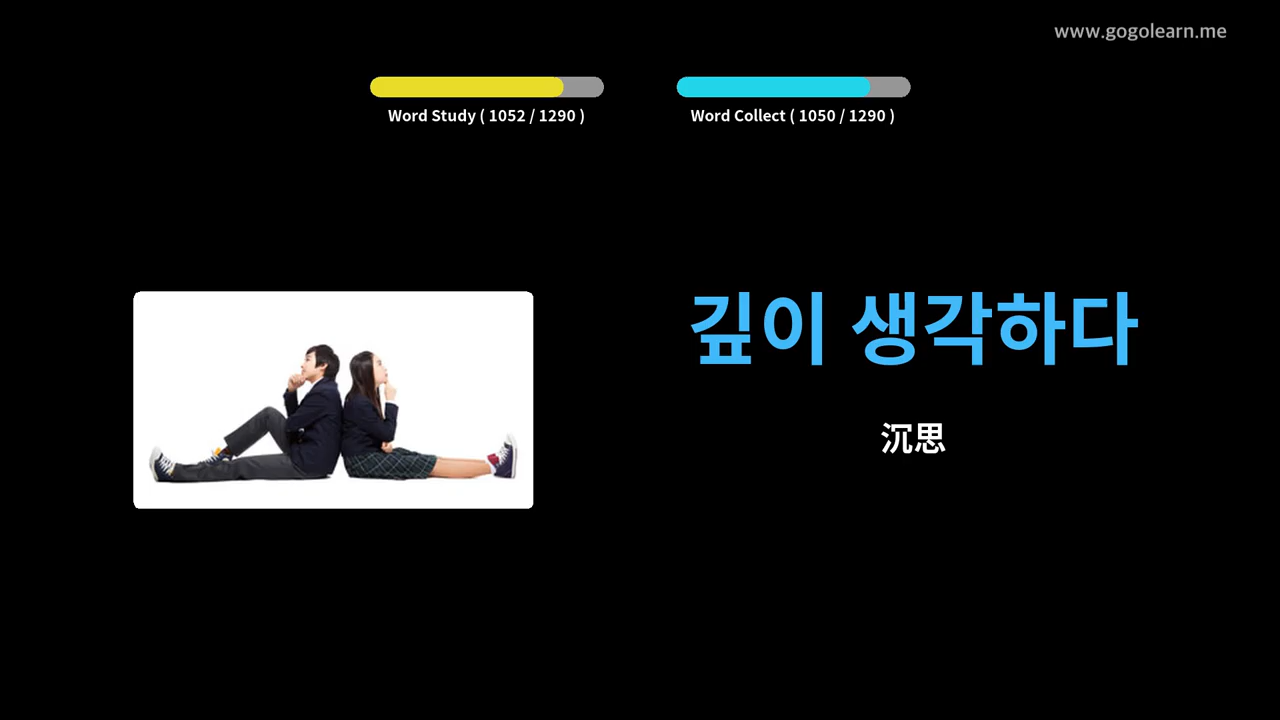 www.gogolearn.me
Word Study ( 1052 / 1290 )
Word Collect ( 1050 / 1290 )
깊이 생각하다
沉思